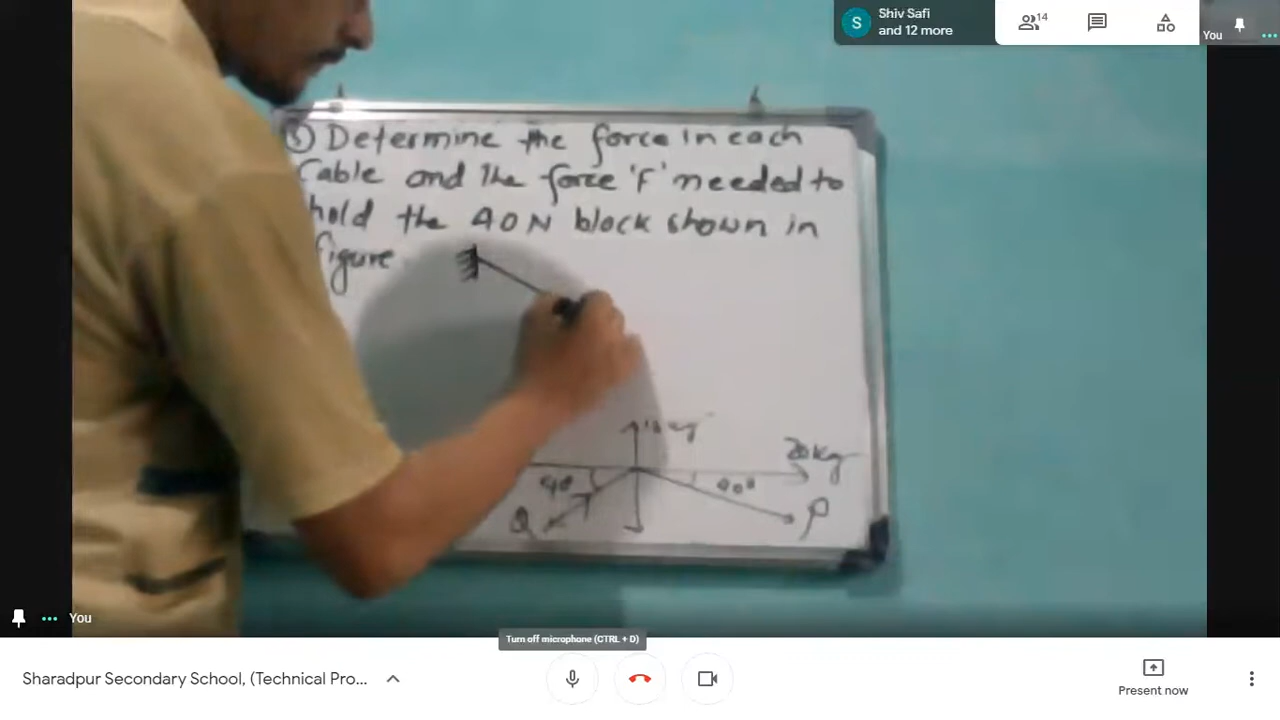 Shiv Safi
and 12 more
14
S
You
③ Determine the force in each
Cable and The force 'F' needed to
hold the 40N block shown in
figure.
20kg
40
40°
Q
P
You
Turn off microphone (CTRL + D)
Sharadpur Secondary School, (Technical Pro...
Present now